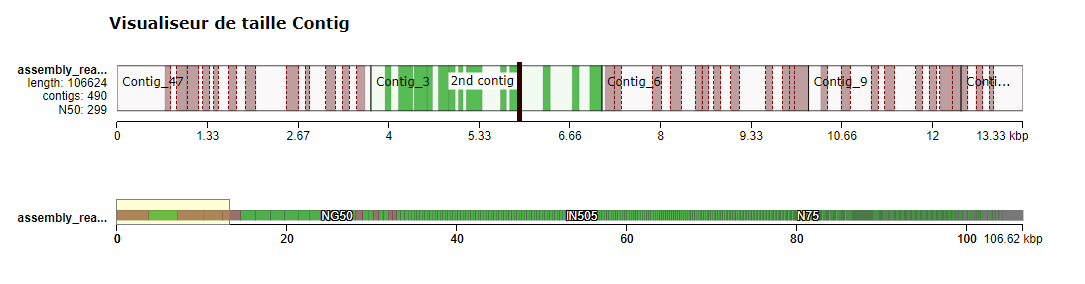 Visualiseur de taille Contig
assembly_rea...
length: 106624
contigs: 490
N50: 299
Contig_47
Contig_3
2nd contig
Contig_6
Contig_9
Conti...
0 1.33 2.67 4 5.33 6.66 8 9.33 10.66 12 13.33 kbp
assembly_rea...
NG50 N75
0 20 40 60 80 100 106.62 kbp